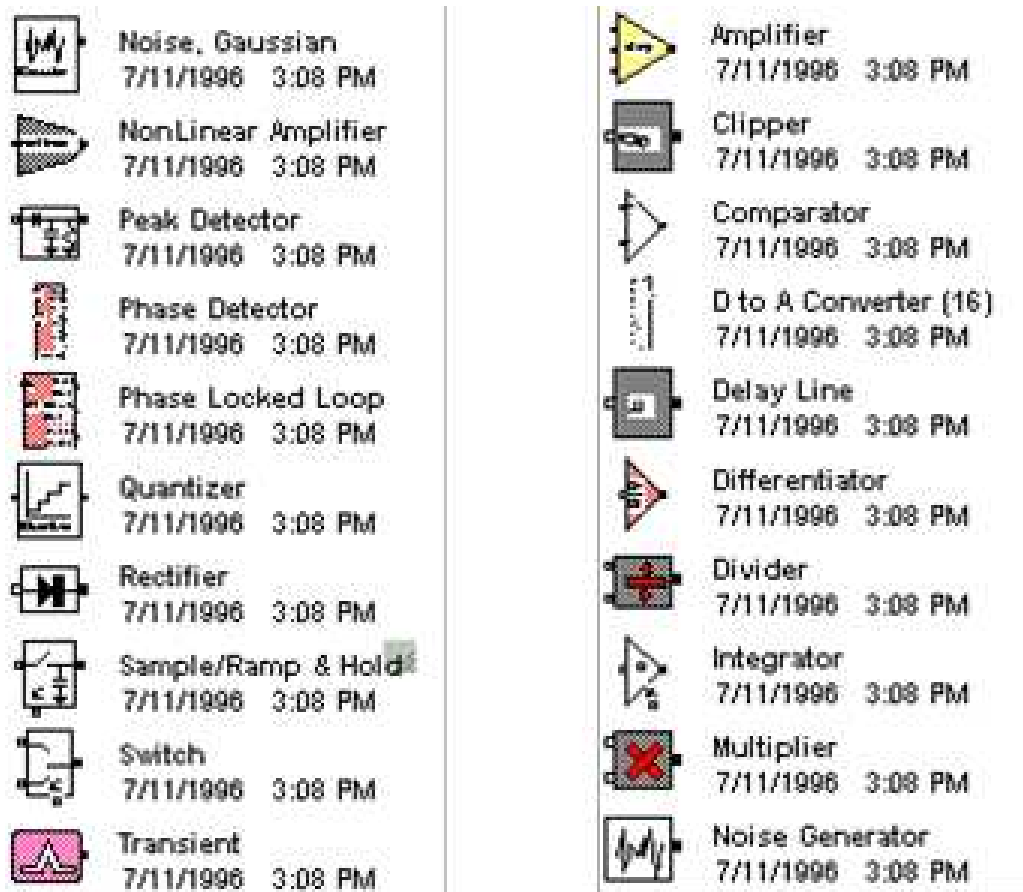 Noise, Gaussian
7/11/1996 3:08 PM
NonLinear Amplifier
7/11/1996 3:08 PM
Peak Detector
7/11/1996 3:08 PM
Phase Detector
7/11/1996 3:08 PM
Phase Locked Loop
7/11/1996 3:08 PM
Quantizer
7/11/1996 3:08 PM
Rectifier
7/11/1996 3:08 PM
Sample/Ramp & Hold
7/11/1996 3:08 PM
Switch
7/11/1996 3:08 PM
Transient
7/11/1996 3:08 PM
Amplifier
7/11/1996 3:08 PM
Clipper
7/11/1996 3:08 PM
Comparator
7/11/1996 3:08 PM
D to A Converter (16)
7/11/1996 3:08 PM
Delay Line
7/11/1996 3:08 PM
Differentiator
7/11/1996 3:08 PM
Divider
7/11/1996 3:08 PM
Integrator
7/11/1996 3:08 PM
Multiplier
7/11/1996 3:08 PM
Noise Generator
7/11/1996 3:08 PM